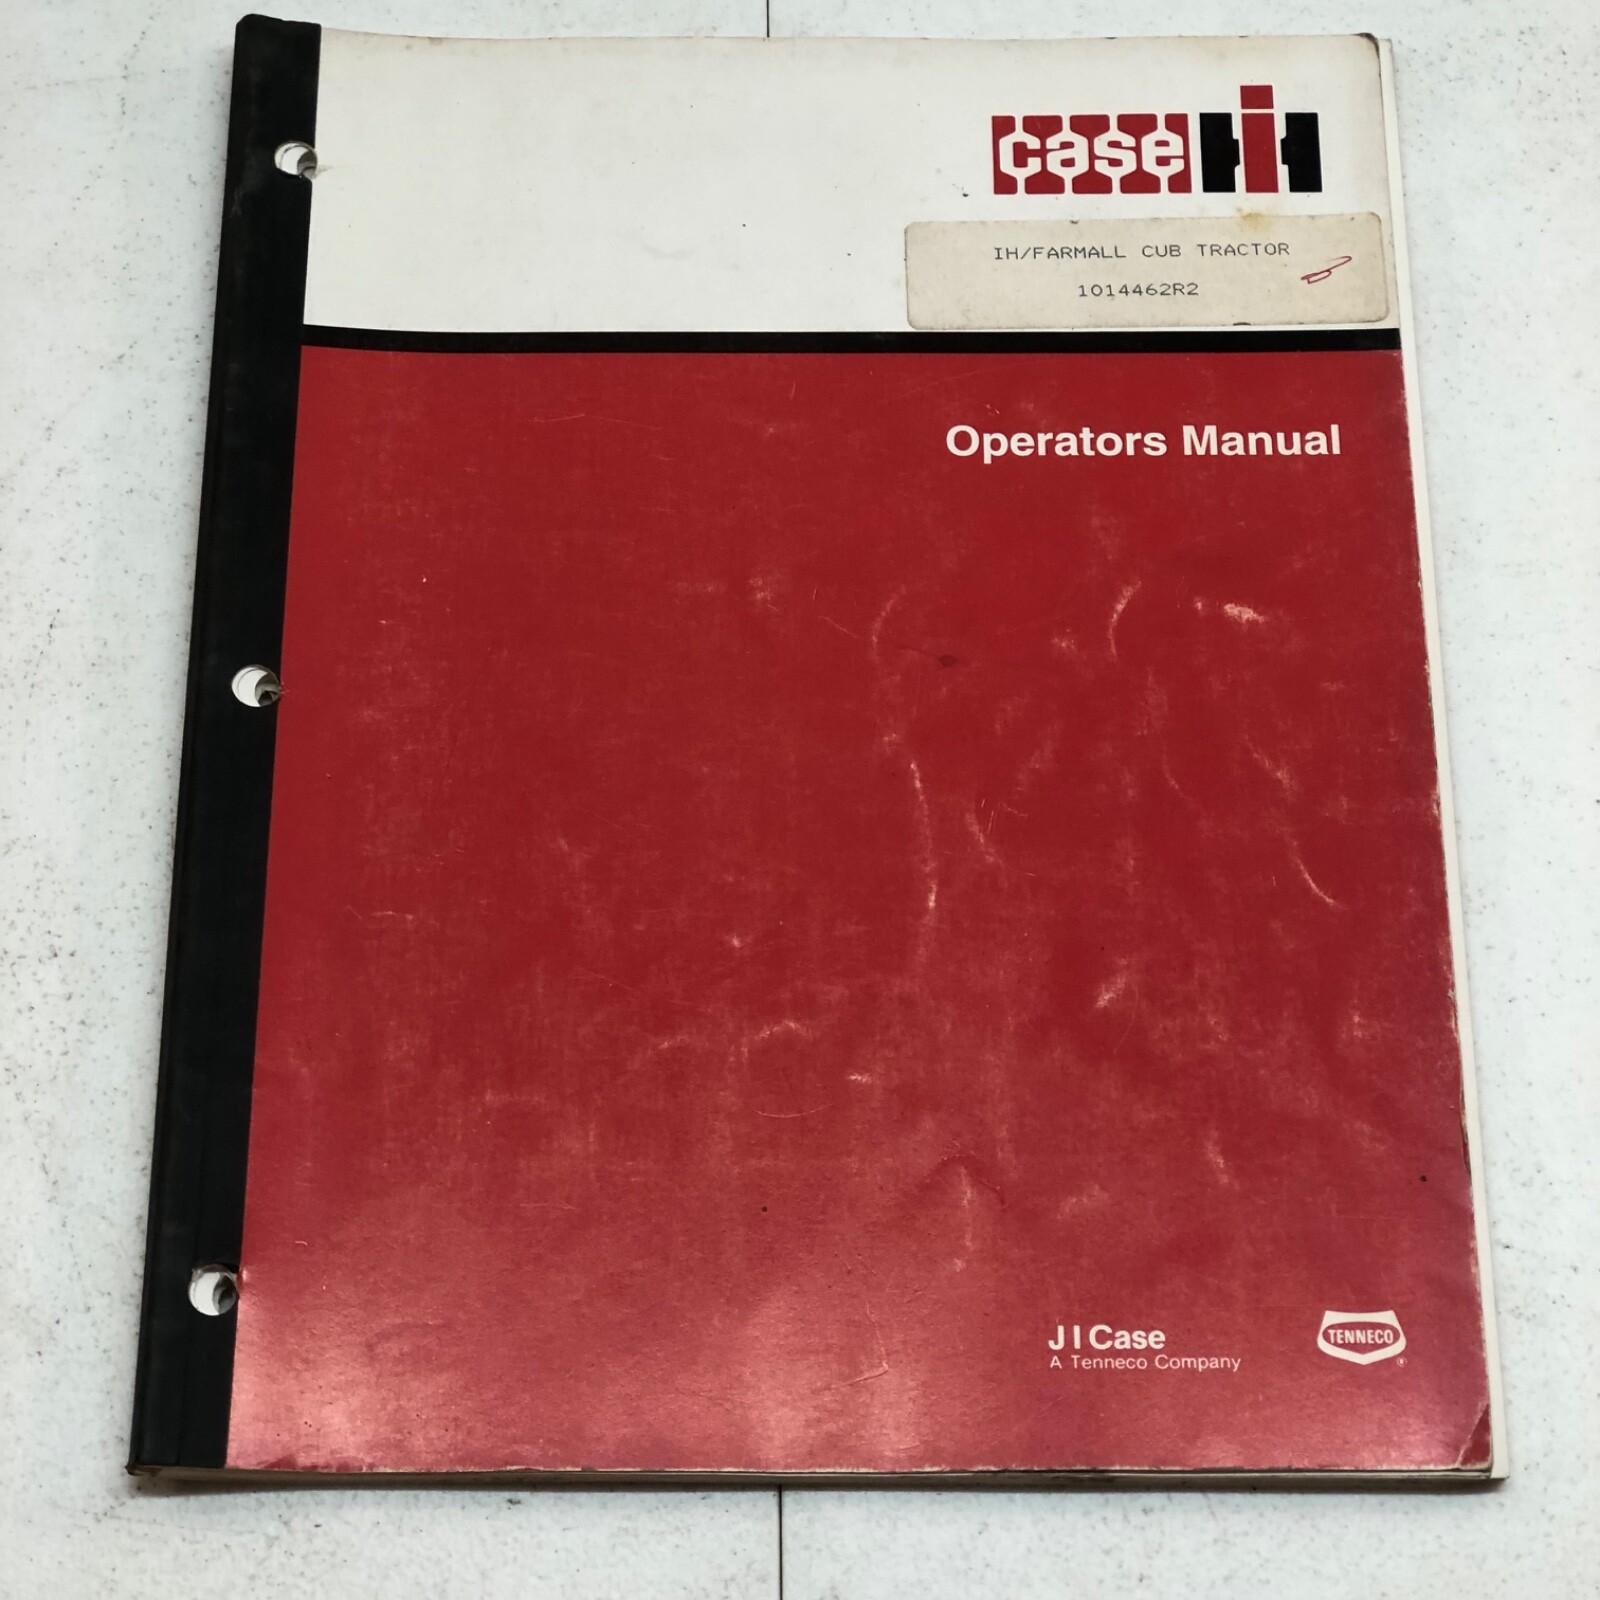 case IH
IH/FARMALL CUB TRACTOR
1014462R2
Operators Manual
J I Case
A Tenneco Company
TENNECO
®